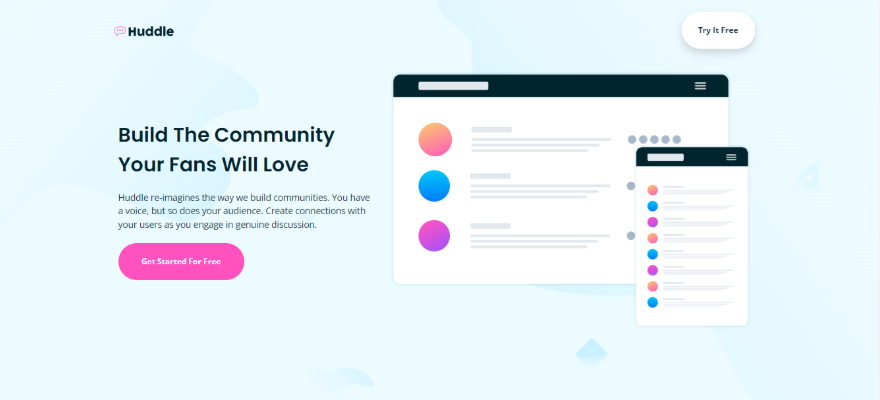 Huddle
Try It Free
Build The Community
Your Fans Will Love
Huddle re-imagines the way we build communities. You have
a voice, but so does your audience. Create connections with
your users as you engage in genuine discussion.
Get Started For Free